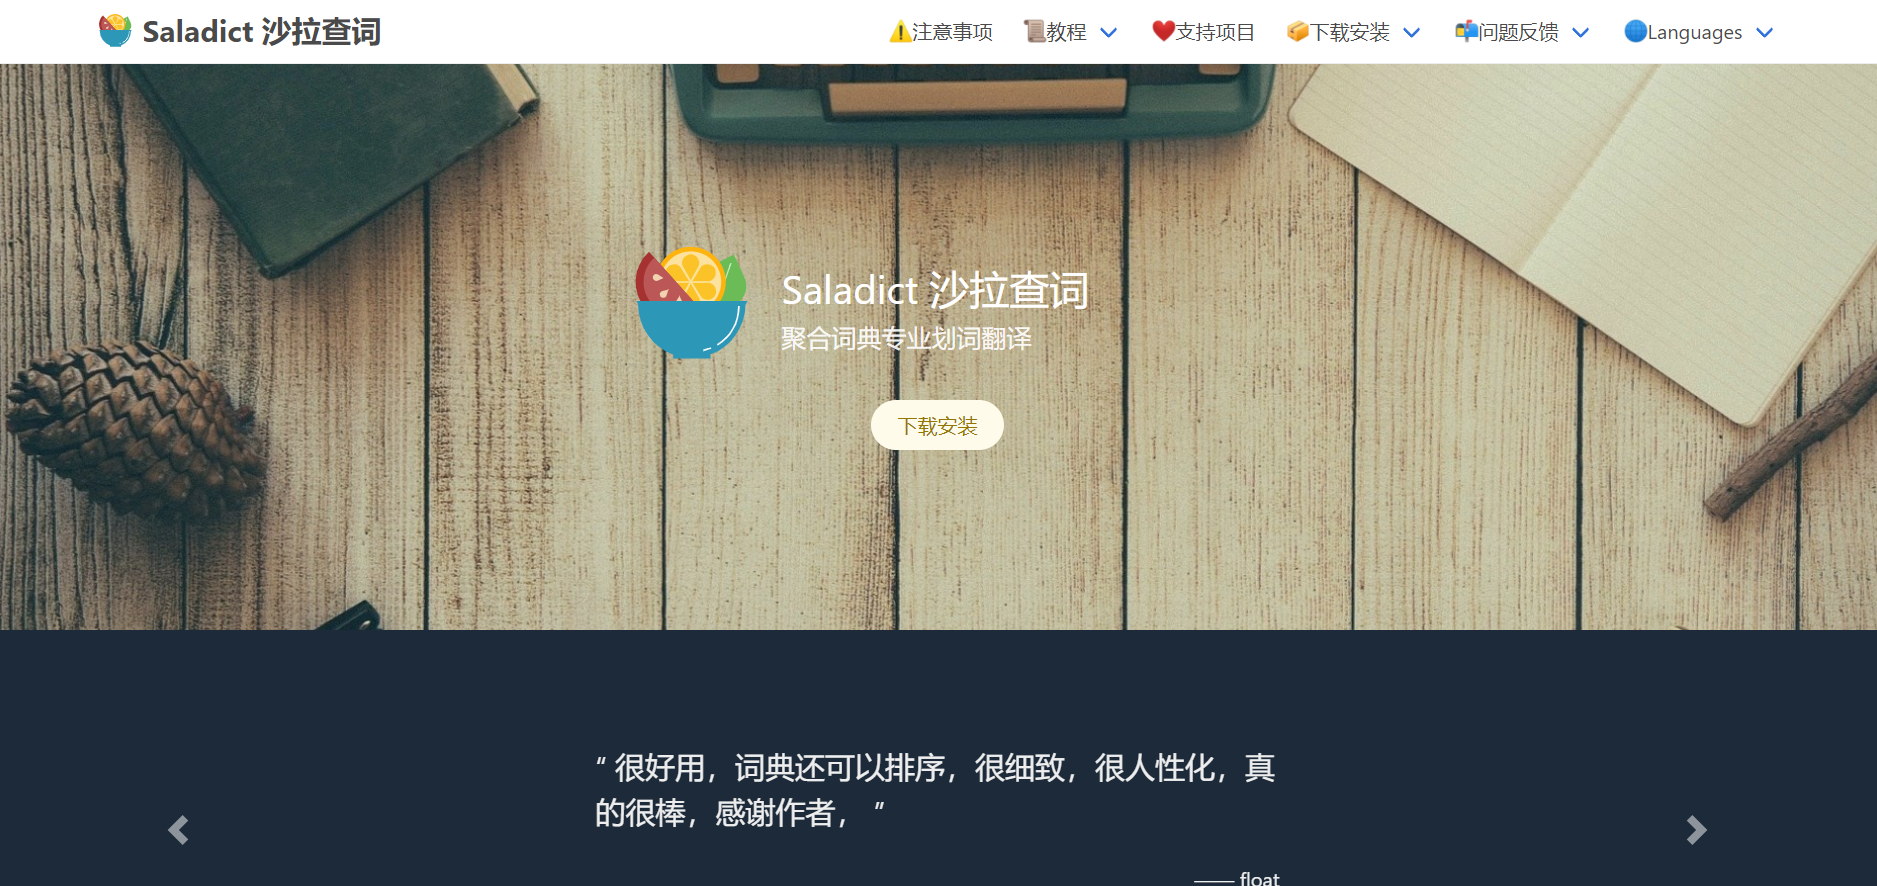 Saladict 沙拉查词
⚠️注意事项 📜教程 ❤️支持项目 📦下载安装 📬问题反馈 🌐Languages
Saladict 沙拉查词
聚合词典专业划词翻译
下载安装
“ 很好用，词典还可以排序，很细致，很人性化，真
的很棒，感谢作者， ”
—— float